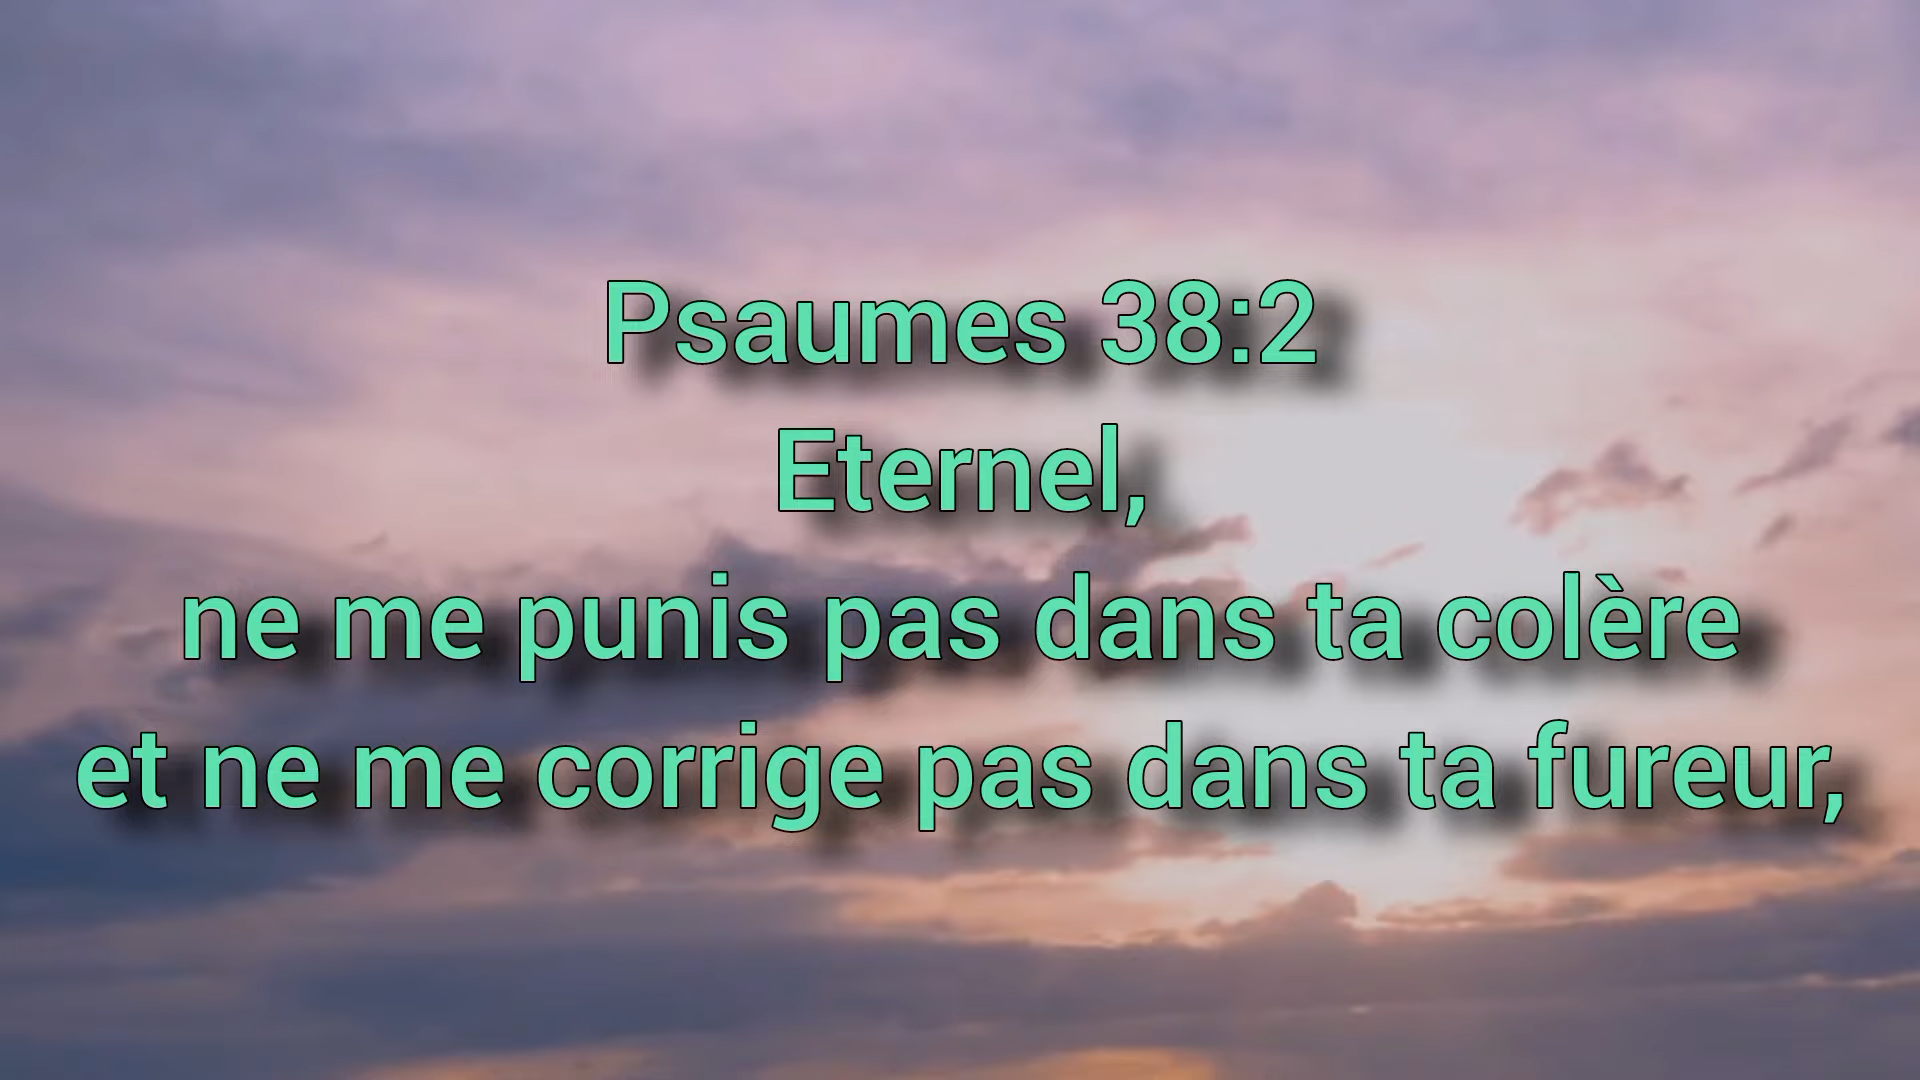 Psaumes 38:2
Eternel,
ne me punis pas dans ta colère
et ne me corrige pas dans ta fureur,